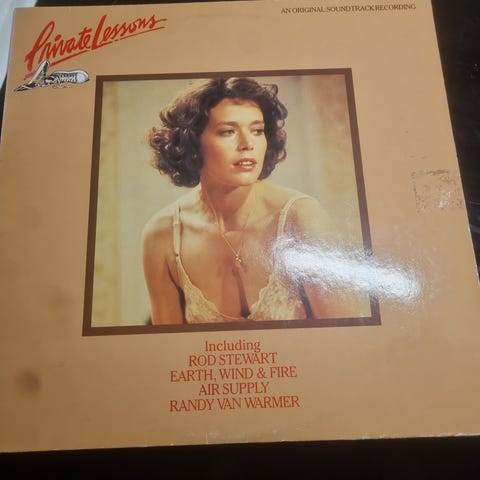 AN ORIGINAL SOUNDTRACK RECORDING
Private Lessons
Including
ROD STEWART
EARTH, WIND & FIRE
AIR SUPPLY
RANDY VAN WARMER